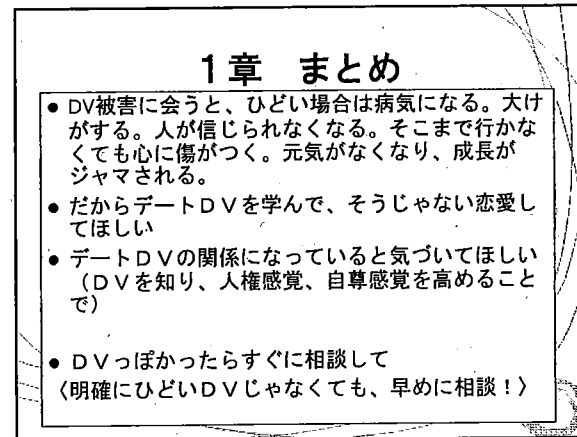 1章　まとめ
● DV被害に会うと、ひどい場合は病気になる。大け
がする。人が信じられなくなる。そこまで行かな
くても心に傷がつく。元気がなくなり、成長が
ジャマされる。
● だからデートＤＶを学んで、そうじゃない恋愛し
てほしい
● デートＤＶの関係になっていると気づいてほしい
（ＤＶを知り、人権感覚、自尊感覚を高めること
で）
● ＤＶっぽかったらすぐに相談して
〈明確にひどいＤＶじゃなくても、早めに相談！〉